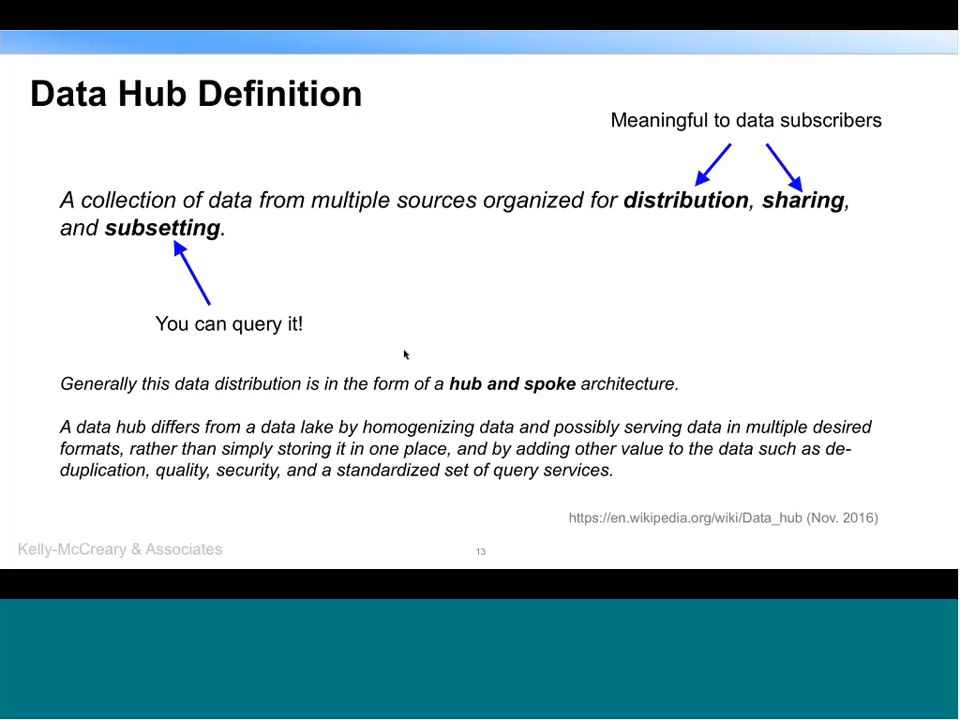 Data Hub Definition
Meaningful to data subscribers
A collection of data from multiple sources organized for distribution, sharing,
and subsetting.
You can query it!
Generally this data distribution is in the form of a hub and spoke architecture.
A data hub differs from a data lake by homogenizing data and possibly serving data in multiple desired
formats, rather than simply storing it in one place, and by adding other value to the data such as de-
duplication, quality, security, and a standardized set of query services.
https://en.wikipedia.org/wiki/Data_hub (Nov. 2016)
Kelly-McCreary & Associates
13